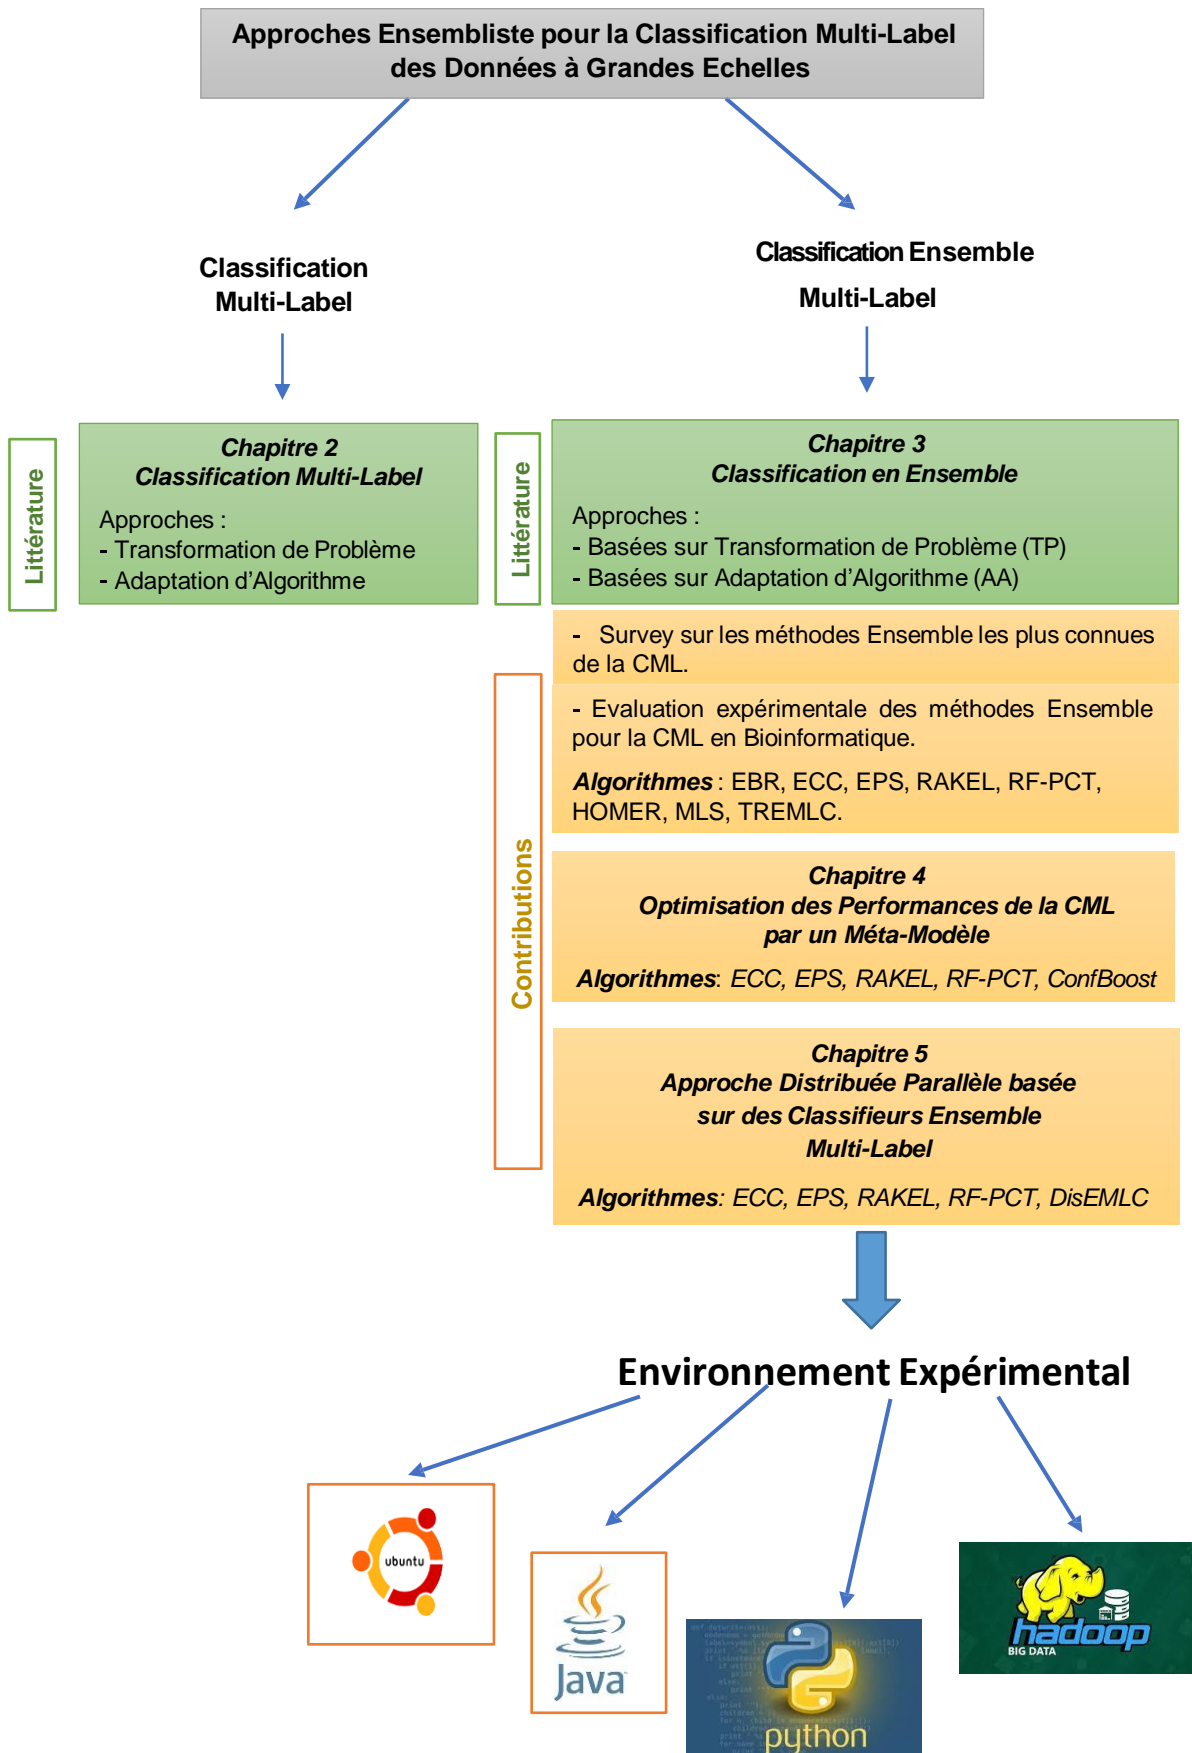 Approches Ensembliste pour la Classification Multi-Label
des Données à Grandes Echelles
Classification
Multi-Label
Classification Ensemble
Multi-Label
Littérature
Chapitre 2
Classification Multi-Label
Approches :
- Transformation de Problème
- Adaptation d'Algorithme
Littérature
Chapitre 3
Classification en Ensemble
Approches :
- Basées sur Transformation de Problème (TP)
- Basées sur Adaptation d'Algorithme (AA)
Contributions
- Survey sur les méthodes Ensemble les plus connues
de la CML.
- Evaluation expérimentale des méthodes Ensemble
pour la CML en Bioinformatique.
Algorithmes : EBR, ECC, EPS, RAKEL, RF-PCT,
HOMER, MLS, TREMLC.
Chapitre 4
Optimisation des Performances de la CML
par un Méta-Modèle
Algorithmes: ECC, EPS, RAKEL, RF-PCT, ConfBoost
Chapitre 5
Approche Distribuée Parallèle basée
sur des Classifieurs Ensemble
Multi-Label
Algorithmes: ECC, EPS, RAKEL, RF-PCT, DisEMLC
Environnement Expérimental
ubuntu
Java
python
hadoop
BIG DATA